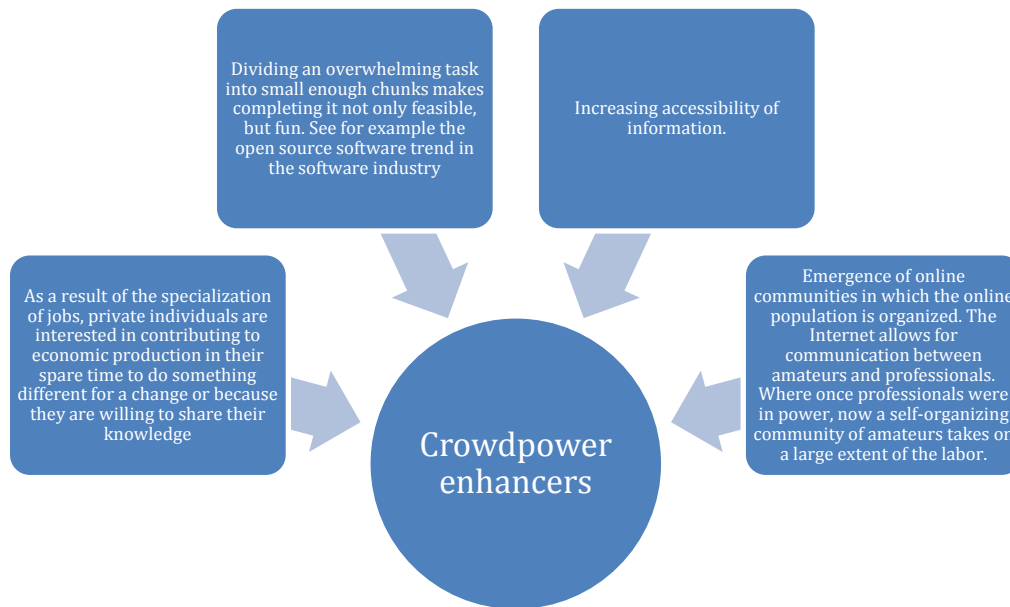 Dividing an overwhelming task
into small enough chunks makes
completing it not only feasible,
but fun. See for example the
open source software trend in
the software industry
Increasing accessibility of
information.
As a result of the specialization
of jobs, private individuals are
interested in contributing to
economic production in their
spare time to do something
different for a change or because
they are willing to share their
knowledge
Emergence of online
communities in which the online
population is organized. The
Internet allows for
communication between
amateurs and professionals.
Where once professionals were
in power, now a self-organizing
community of amateurs takes on
a large extent of the labor.
Crowdpower
enhancers